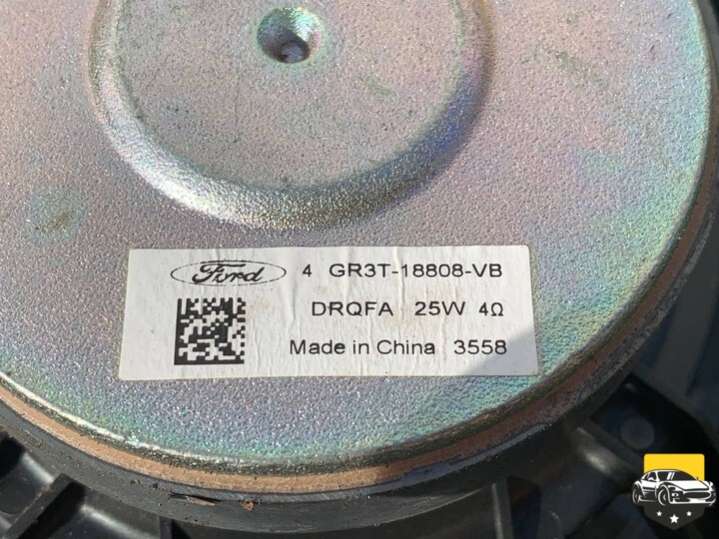 Ford 4 GR3T-18808-VB
DRQFA 25W 4Ω
Made in China 3558